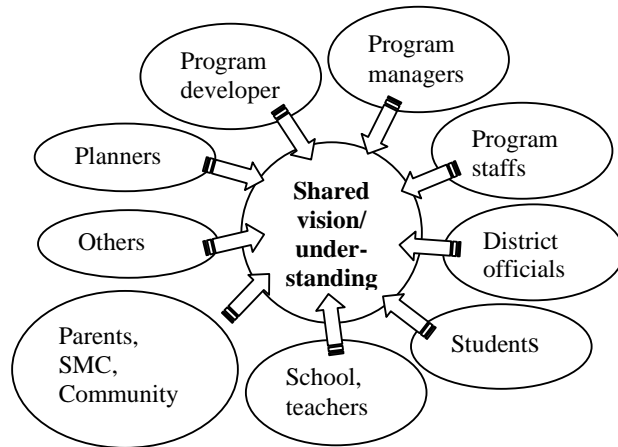 Program
developer
Program
managers
Planners
Program
staffs
Shared
vision/
under-
standing
Others
District
officials
Parents,
SMC,
Community
School,
teachers
Students